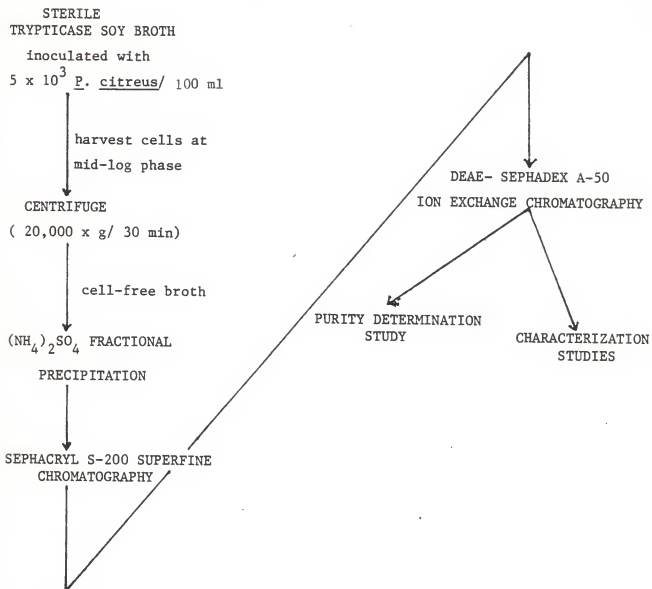 STERILE
TRYPTICASE SOY BROTH
inoculated with
5 x 10³ P. citreus/ 100 ml
harvest cells at
mid-log phase
CENTRIFUGE
( 20,000 x g/ 30 min)
cell-free broth
(NH₄)₂SO₄ FRACTIONAL
PRECIPITATION
SEPHACRYL S-200 SUPERFINE
CHROMATOGRAPHY
DEAE- SEPHADEX A-50
ION EXCHANGE CHROMATOGRAPHY
PURITY DETERMINATION
STUDY
CHARACTERIZATION
STUDIES